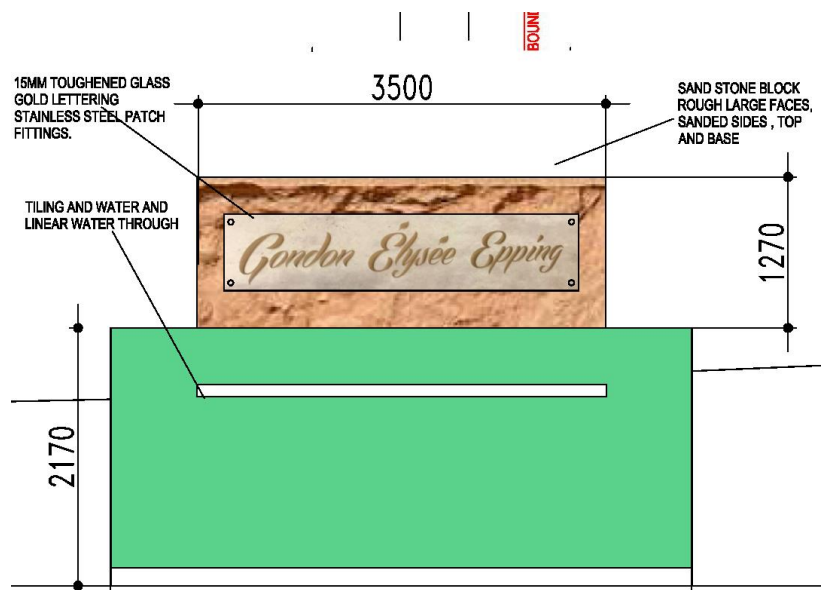 BOUN
3500
15MM TOUGHENED GLASS
GOLD LETTERING
STAINLESS STEEL PATCH
FITTINGS.
SAND STONE BLOCK
ROUGH LARGE FACES,
SANDED SIDES , TOP
AND BASE
TILING AND WATER AND
LINEAR WATER THROUGH
Gondon Élysée Epping
1270
2170